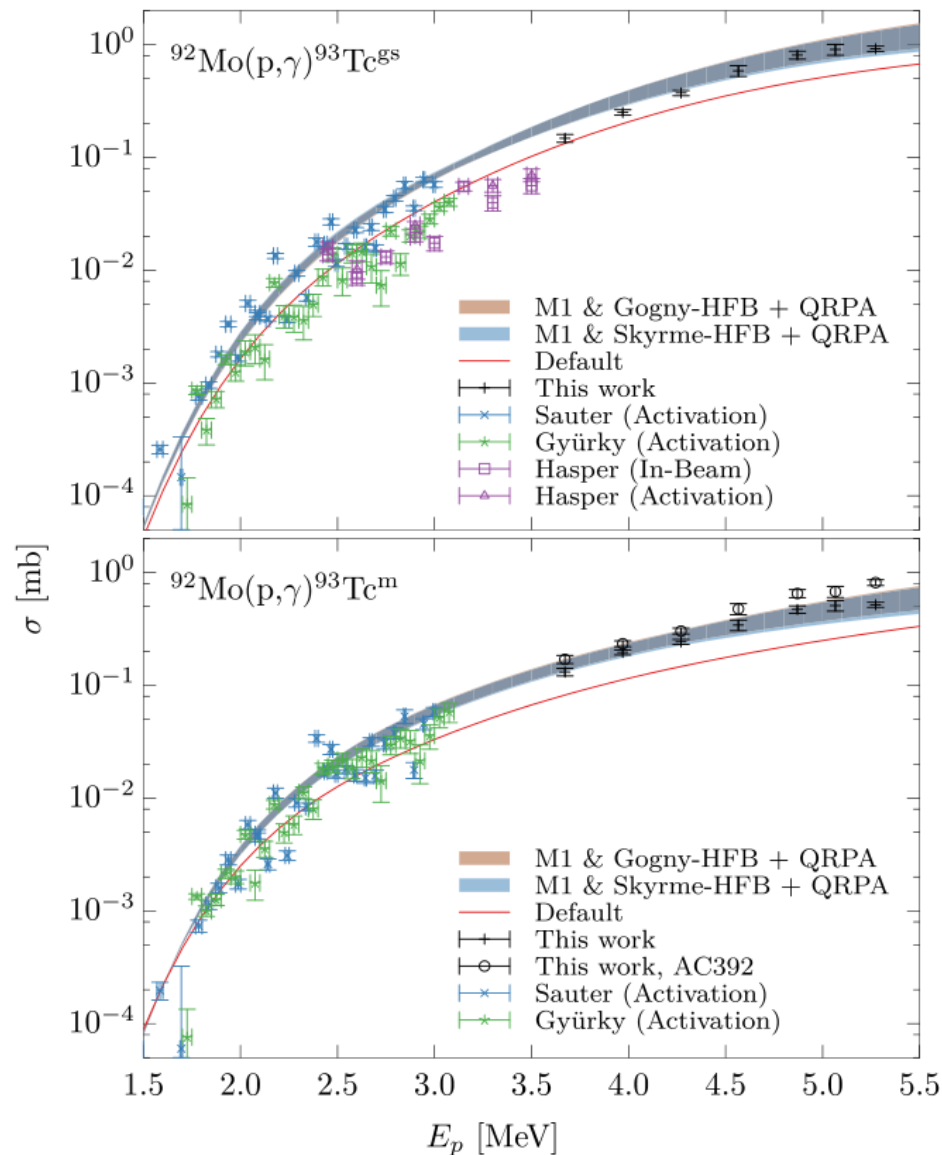 10⁰
⁹²Mo(p,γ)⁹³Tcᵍˢ
10⁻¹
10⁻²
M1 & Gogny-HFB + QRPA
M1 & Skyrme-HFB + QRPA
Default
10⁻³
This work
Sauter (Activation)
Gyürky (Activation)
Hasper (In-Beam)
10⁻⁴
Hasper (Activation)
σ [mb]
10⁰
⁹²Mo(p,γ)⁹³Tcᵐ
10⁻¹
10⁻²
M1 & Gogny-HFB + QRPA
M1 & Skyrme-HFB + QRPA
Default
10⁻³
This work
This work, AC392
Sauter (Activation)
10⁻⁴
Gyürky (Activation)
1.5 2.0 2.5 3.0 3.5 4.0 4.5 5.0 5.5
Eₚ [MeV]